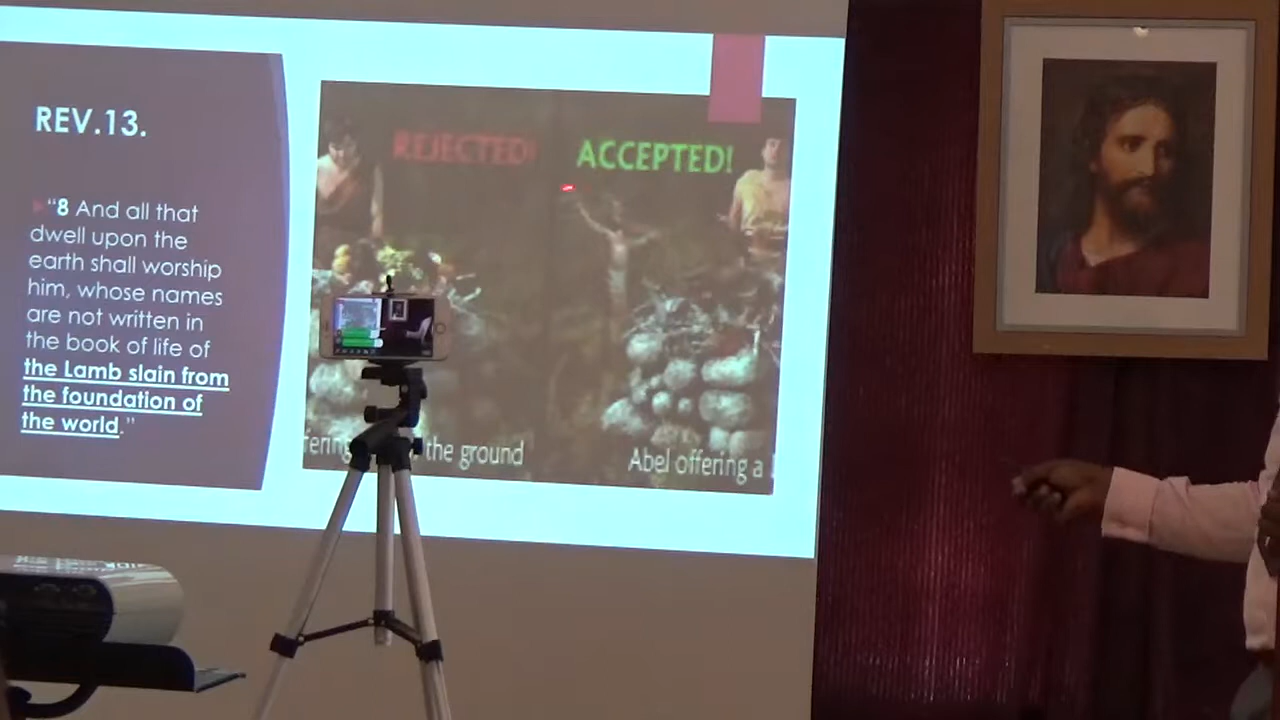 REV.13.
"8 And all that
dwell upon the
earth shall worship
him, whose names
are not written in
the book of life of
the Lamb slain from
the foundation of
the world."
REJECTED!
ACCEPTED!
the ground
Abel offering a